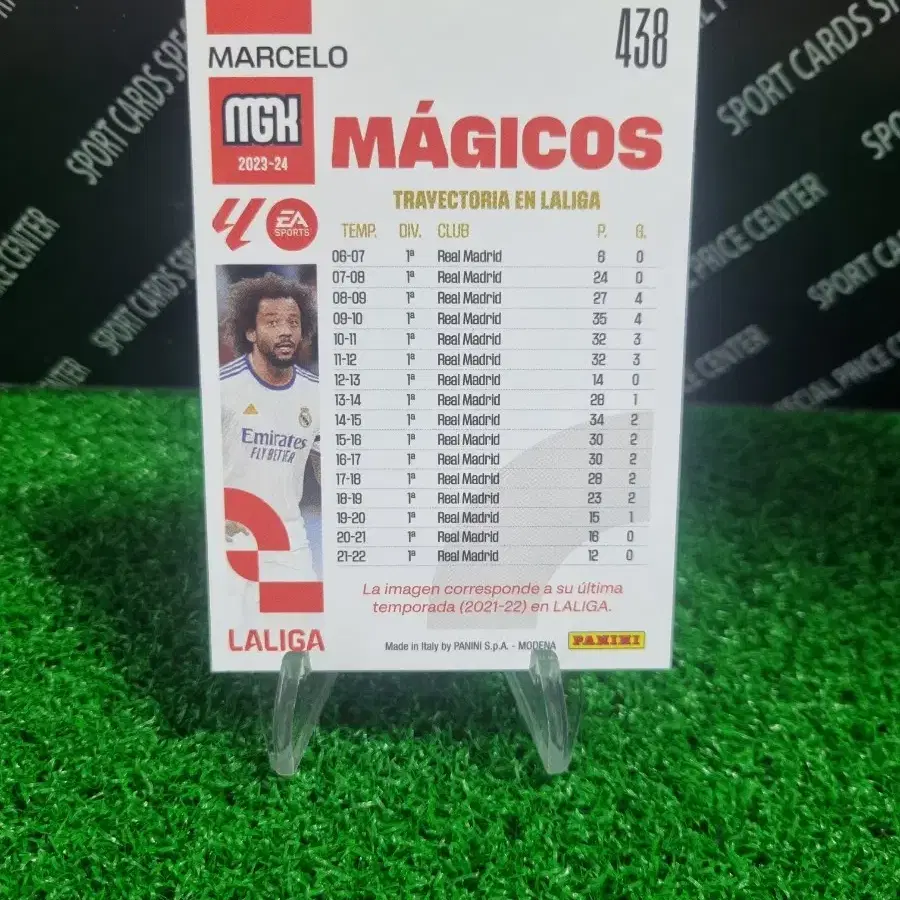 438
MARCELO
MGK
2023-24
MÁGICOS
EA
SPORTS
TRAYECTORIA EN LALIGA
TEMP. DIV. CLUB P. G.
06-07 1ª Real Madrid 6 0
07-08 1ª Real Madrid 24 0
08-09 1ª Real Madrid 27 4
09-10 1ª Real Madrid 35 4
10-11 1ª Real Madrid 32 3
11-12 1ª Real Madrid 32 3
12-13 1ª Real Madrid 14 0
13-14 1ª Real Madrid 28 1
14-15 1ª Real Madrid 34 2
15-16 1ª Real Madrid 30 2
16-17 1ª Real Madrid 30 2
17-18 1ª Real Madrid 28 2
18-19 1ª Real Madrid 23 2
19-20 1ª Real Madrid 15 1
20-21 1ª Real Madrid 16 0
21-22 1ª Real Madrid 12 0
Emirates
FLY BETTER
La imagen corresponde a su última
temporada (2021-22) en LALIGA.
LALIGA
Made in Italy by PANINI S.p.A. - MODENA
PANINI
SPORT CARDS SPECIAL PRICE CENTER
SPORT CARDS
PRICE CENTER
SPORT CARDS
SPECIAL PRICE CENTER